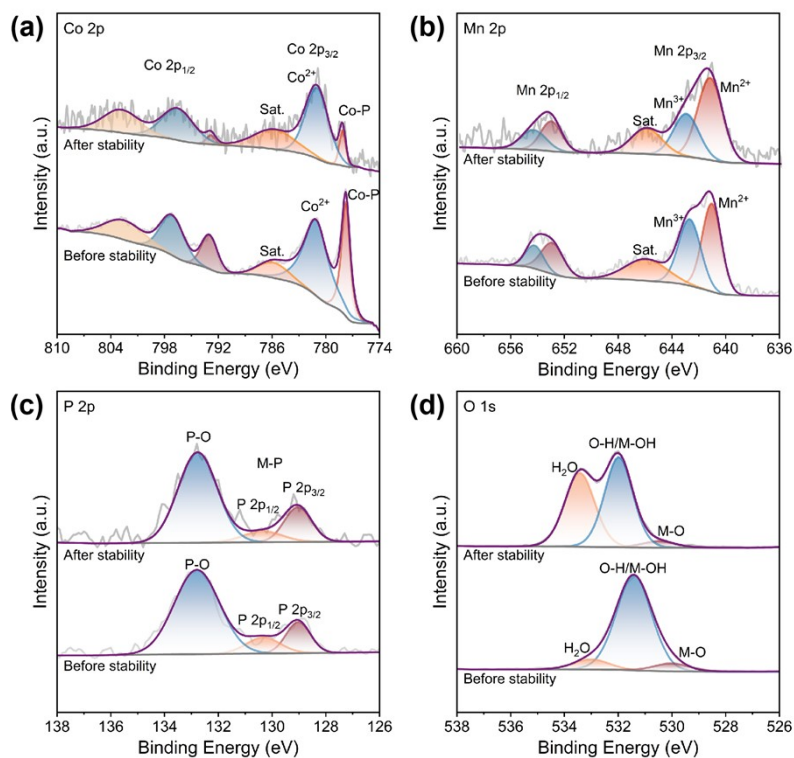 (a)
Co 2p
Co 2p1/2
Co 2p3/2
Co2+
Sat.
Co-P
After stability
Co-P
Co2+
Sat.
Before stability
Intensity (a.u.)
810 804 798 792 786 780 774
Binding Energy (eV)
(b)
Mn 2p
Mn 2p1/2
Mn 2p3/2
Mn2+
Mn3+
Sat.
After stability
Mn2+
Mn3+
Sat.
Before stability
Intensity (a.u.)
660 656 652 648 644 640 636
Binding Energy (eV)
(c)
P 2p
P-O
M-P
P 2p3/2
P 2p1/2
After stability
P-O
P 2p1/2
P 2p3/2
Before stability
Intensity (a.u.)
138 136 134 132 130 128 126
Binding Energy (eV)
(d)
O 1s
O-H/M-OH
H2O
M-O
After stability
O-H/M-OH
H2O
M-O
Before stability
Intensity (a.u.)
538 536 534 532 530 528 526
Binding Energy (eV)